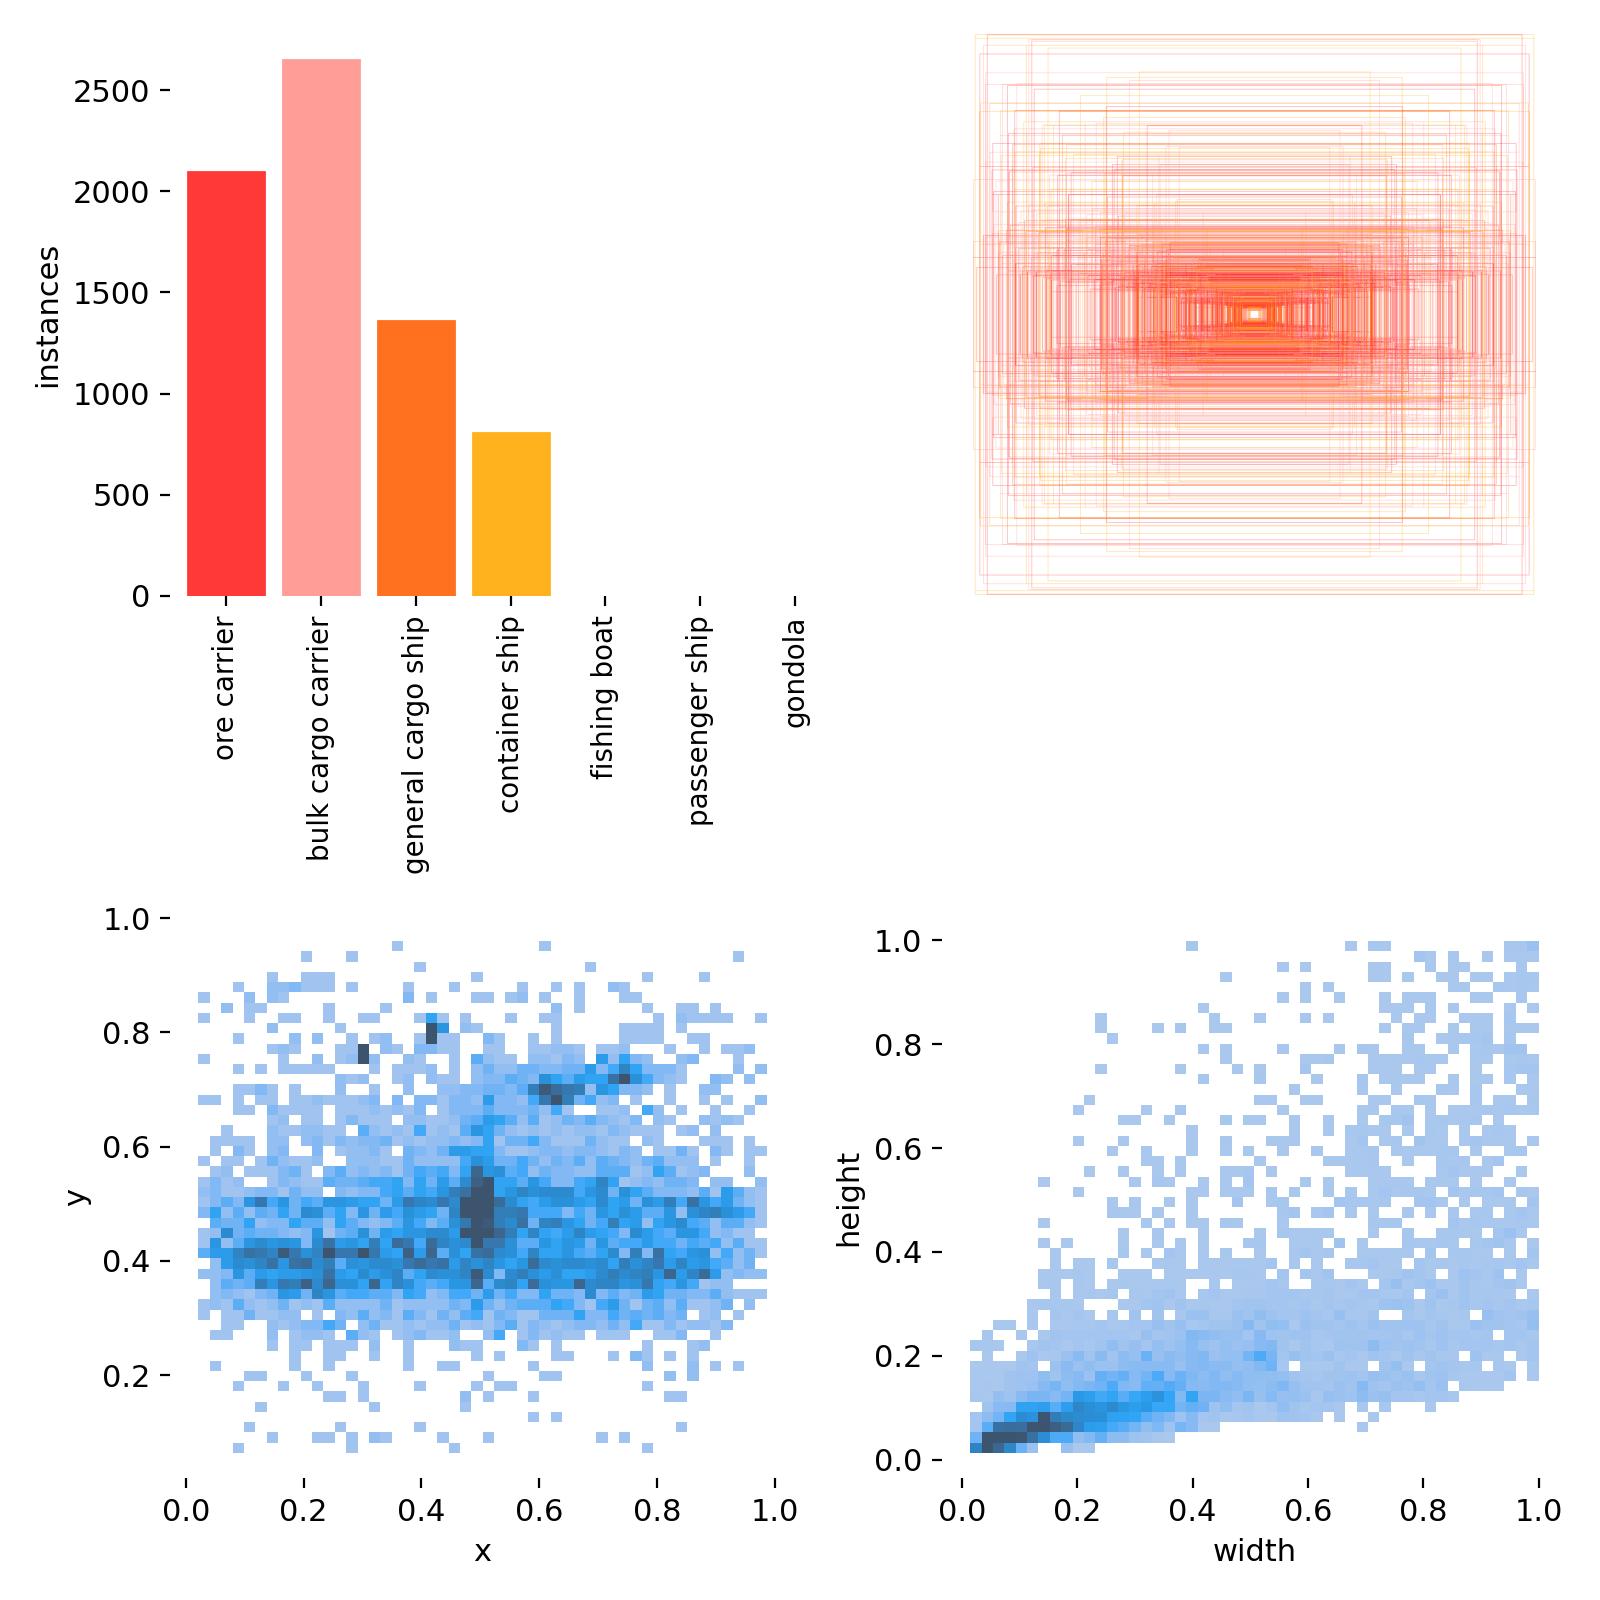 2500
2000
1500
1000
500
0
instances
ore carrier
bulk cargo carrier
general cargo ship
container ship
fishing boat
passenger ship
gondola
1.0
0.8
0.6
0.4
0.2
y
0.0 0.2 0.4 0.6 0.8 1.0
x
1.0
0.8
0.6
0.4
0.2
0.0
height
0.0 0.2 0.4 0.6 0.8 1.0
width